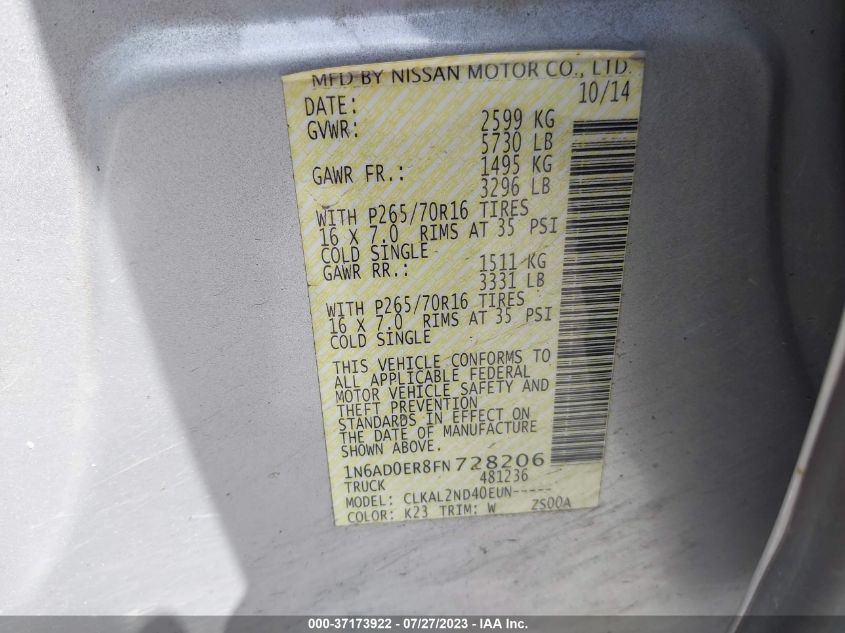 MFD BY NISSAN MOTOR CO., LTD.
DATE: 10/14
GVWR: 2599 KG
5730 LB
GAWR FR.: 1495 KG
3296 LB
WITH P265/70R16 TIRES
16 X 7.0 RIMS AT 35 PSI
COLD SINGLE
GAWR RR.: 1511 KG
3331 LB
WITH P265/70R16 TIRES
16 X 7.0 RIMS AT 35 PSI
COLD SINGLE
THIS VEHICLE CONFORMS TO
ALL APPLICABLE FEDERAL
MOTOR VEHICLE SAFETY AND
THEFT PREVENTION
STANDARDS IN EFFECT ON
THE DATE OF MANUFACTURE
SHOWN ABOVE.
1N6AD0ER8FN728206
TRUCK 481236
MODEL: CLKAL2ND40EUN-----
COLOR: K23 TRIM: W ZS00A
000-37173922 / 07/27/2023 - IAA Inc.